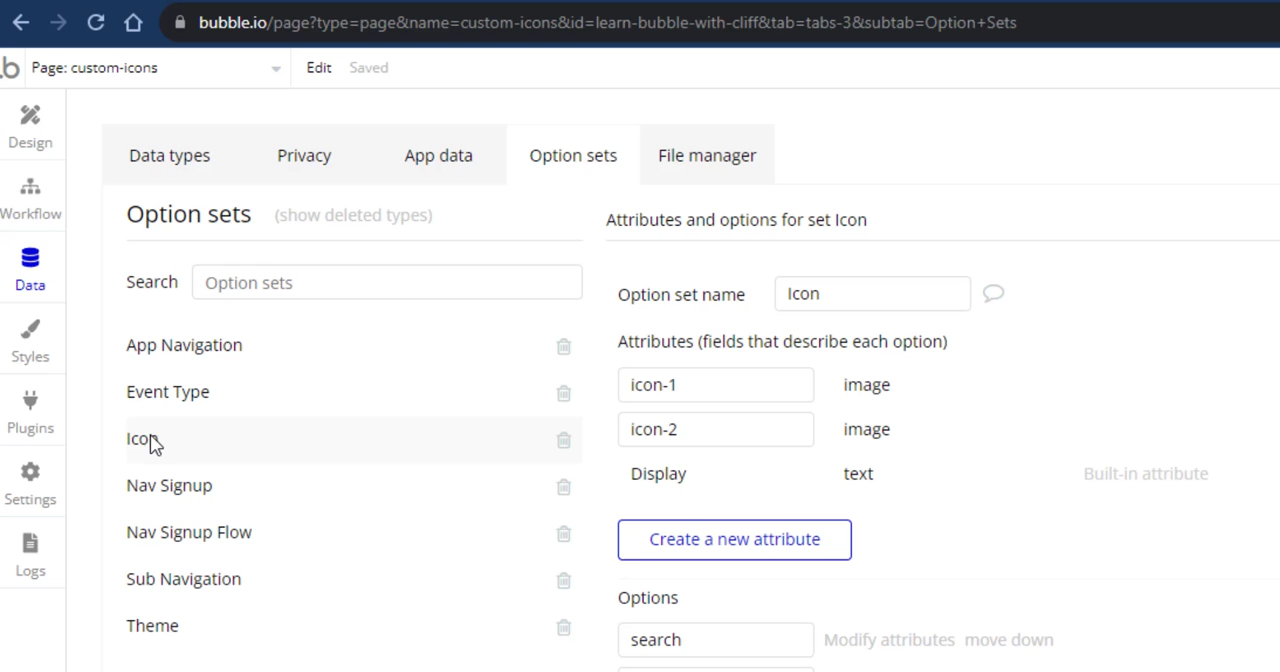 bubble.io/page?type=page&name=custom-icons&id=learn-bubble-with-cliff&tab=tabs-3&subtab=Option+Sets
.b Page: custom-icons Edit Saved
Design
Workflow
Data
Styles
Plugins
Settings
Logs
Data types Privacy App data Option sets File manager
Option sets (show deleted types)
Search Option sets
App Navigation
Event Type
Icon
Nav Signup
Nav Signup Flow
Sub Navigation
Theme
Attributes and options for set Icon
Option set name Icon
Attributes (fields that describe each option)
icon-1 image
icon-2 image
Display text Built-in attribute
Create a new attribute
Options
search Modify attributes move down